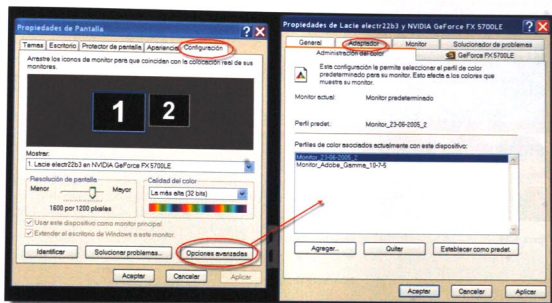 Propiedades de Pantalla
Temas Escritorio Protector de pantalla Apariencia Configuración
Arrastre los iconos de monitor para que coincidan con la colocación real de sus
monitores.
1 2
Mostrar:
1. Lacie electr22b3 en NVIDIA GeForce FX 5700LE
Resolución de pantalla
Menor Mayor
1600 por 1200 píxeles
Calidad del color
La más alta (32 bits)
Usar este dispositivo como monitor principal.
Extender el escritorio de Windows a este monitor.
Identificar Solucionar problemas... Opciones avanzadas
Aceptar Cancelar Aplicar
Propiedades de Lacie electr22b3 y NVIDIA GeForce FX 5700LE
General Adaptador Monitor Solucionador de problemas
Administración del color GeForce FX 5700LE
Esta configuración le permite seleccionar el perfil de color
predeterminado para su monitor. Esto afecta a los colores que
muestra su monitor.
Monitor actual: Monitor predeterminado
Perfil predet.: Monitor_23-06-2005_2
Perfiles de color asociados actualmente con este dispositivo:
Monitor_23-06-2005_2
Monitor_Adobe_Gamma_10-7-5
Agregar... Quitar Establecer como predet.
Aceptar Cancelar Aplicar